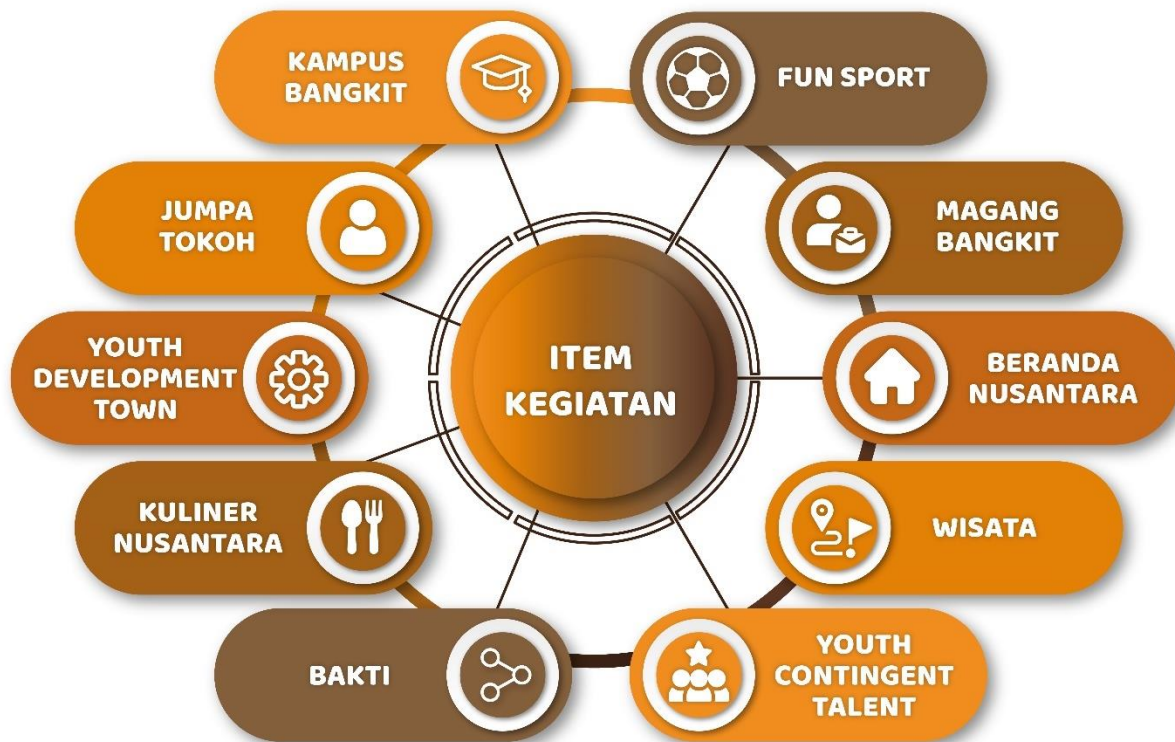 KAMPUS
BANGKIT
FUN SPORT
JUMPA
TOKOH
MAGANG
BANGKIT
YOUTH
DEVELOPMENT
TOWN
ITEM
KEGIATAN
BERANDA
NUSANTARA
KULINER
NUSANTARA
WISATA
BAKTI
YOUTH
CONTINGENT
TALENT